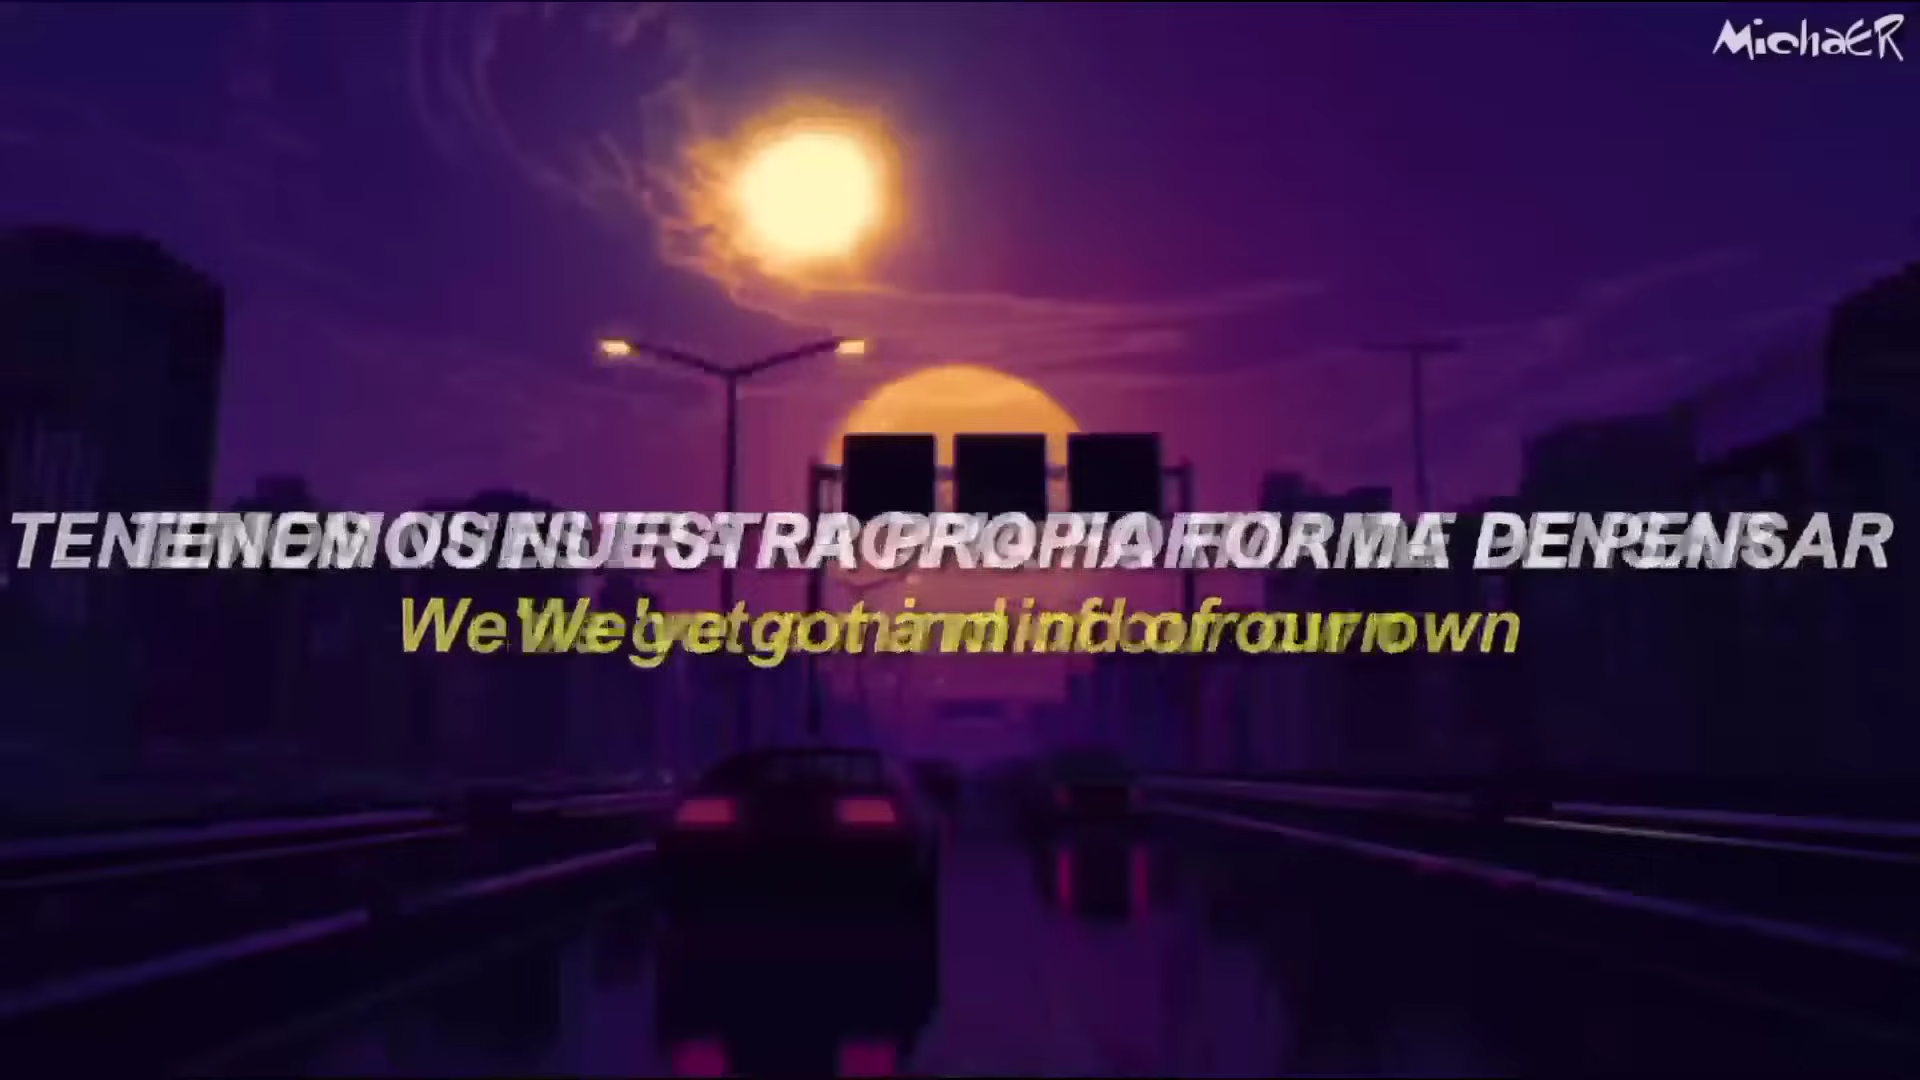 MichaER
TENEMOS NUESTRA PROPIA FORMA DE PENSAR
We've got a mind of our own